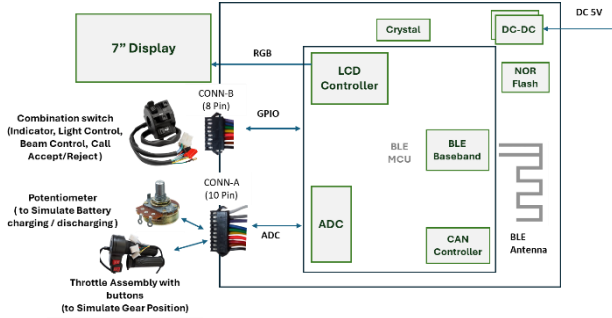 DC 5V
Crystal
DC-DC
7” Display
RGB
LCD
Controller
NOR
Flash
CONN-B
(8 Pin)
GPIO
Combination switch
(Indicator, Light Control,
Beam Control, Call
Accept/Reject)
BLE
MCU
BLE
Baseband
CONN-A
(10 Pin)
Potentiometer
( to Simulate Battery
charging / discharging)
ADC
ADC
CAN
Controller
BLE
Antenna
Throttle Assembly with
buttons
(to Simulate Gear Position)